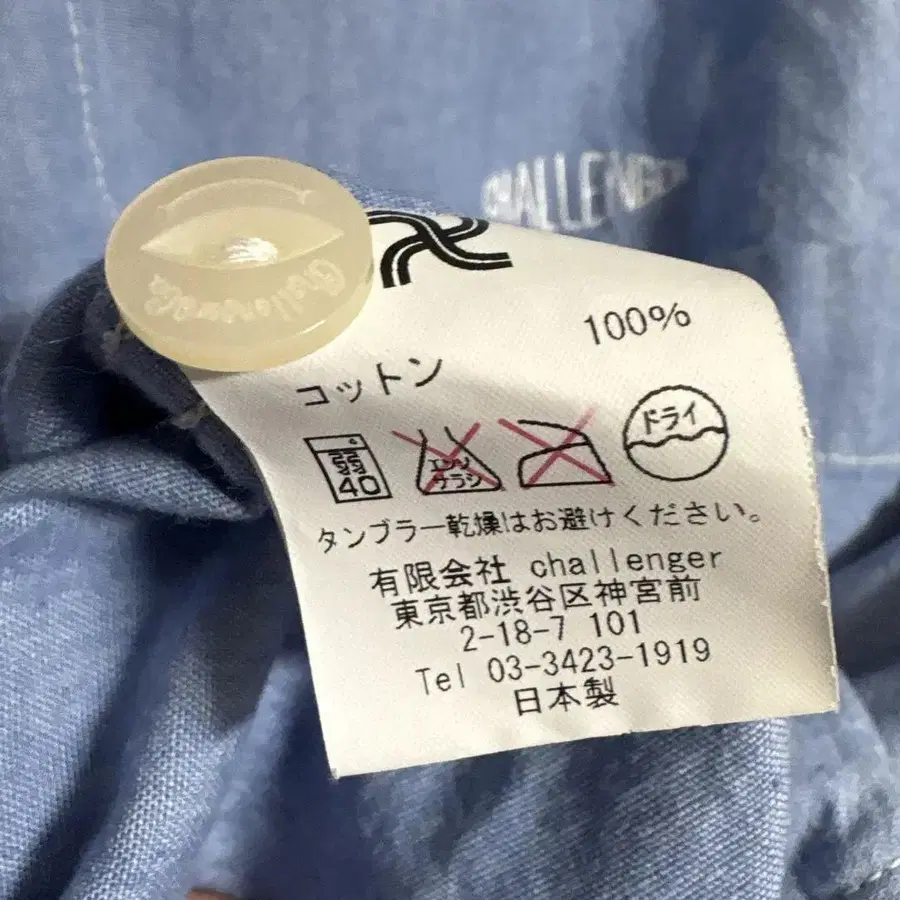 CHALLENGER
Challenger
100%
コットン
弱
40
エンソ
サラシ
ドライ
タンブラー乾燥はお避けください。
有限会社 challenger
東京都渋谷区神宮前
2-18-7 101
Tel 03-3423-1919
日本製